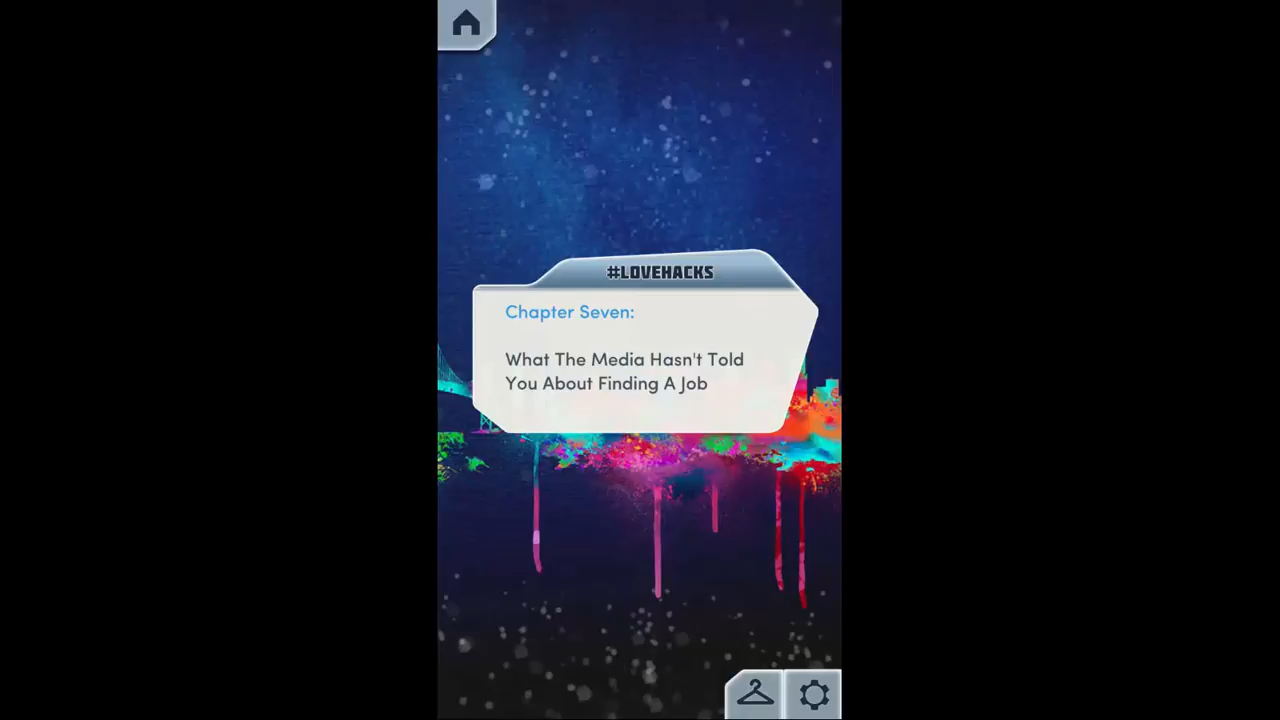 #LOVEHACKS
Chapter Seven:
What The Media Hasn't Told
You About Finding A Job